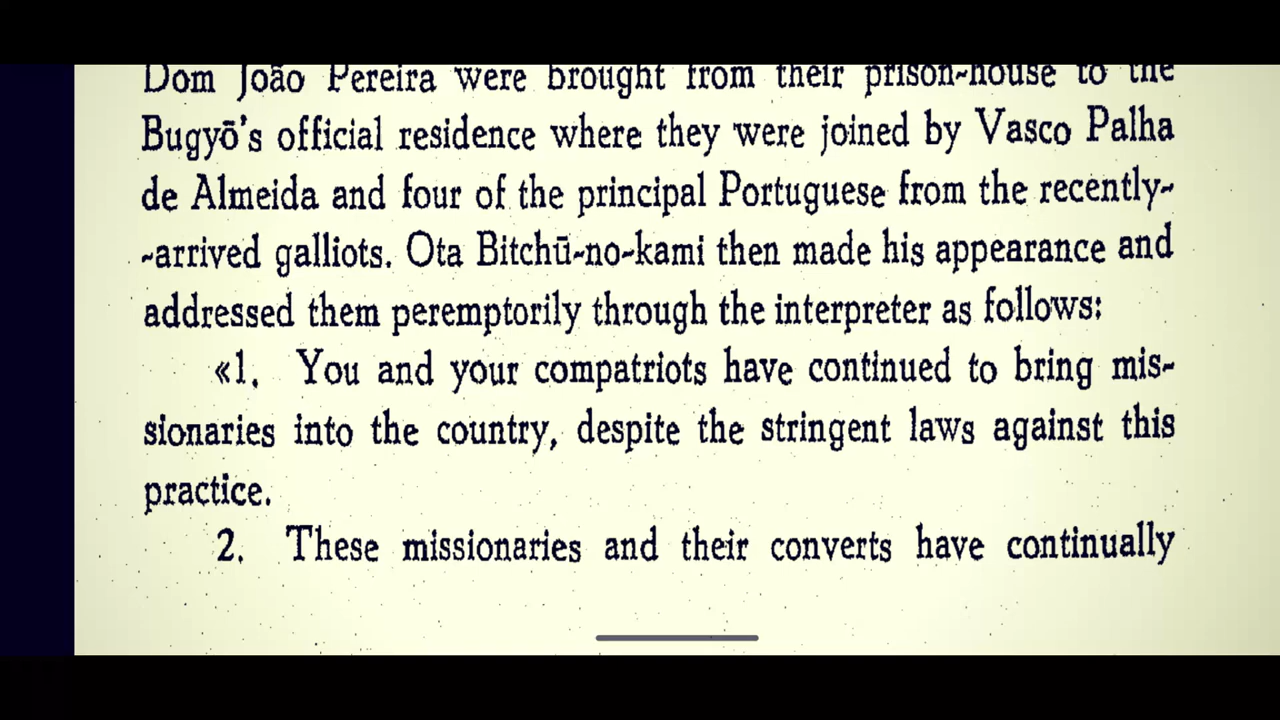 Dom João Pereira were brought from their prison-house to the
Bugyō's official residence where they were joined by Vasco Palha
de Almeida and four of the principal Portuguese from the recently-
-arrived galliots. Ota Bitchū-no-kami then made his appearance and
addressed them peremptorily through the interpreter as follows:
«1. You and your compatriots have continued to bring mis-
sionaries into the country, despite the stringent laws against this
practice.
2. These missionaries and their converts have continually